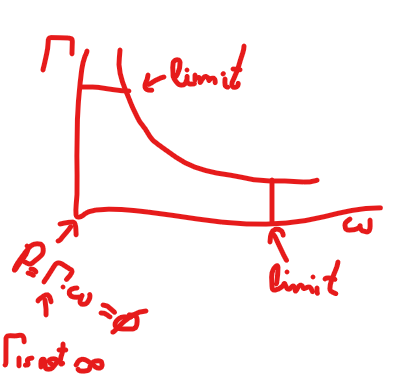 Γ
limit
ω
limit
Γ.ω = Ø
Γ is not ∞